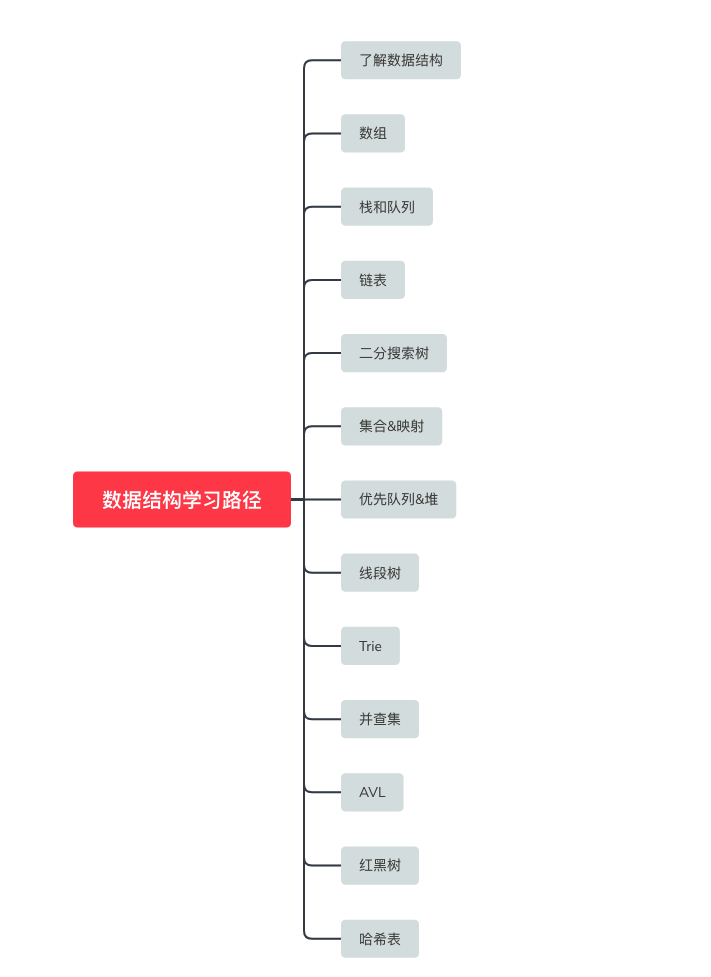 了解数据结构
数组
栈和队列
链表
二分搜索树
集合&映射
数据结构学习路径
优先队列&堆
线段树
Trie
并查集
AVL
红黑树
哈希表